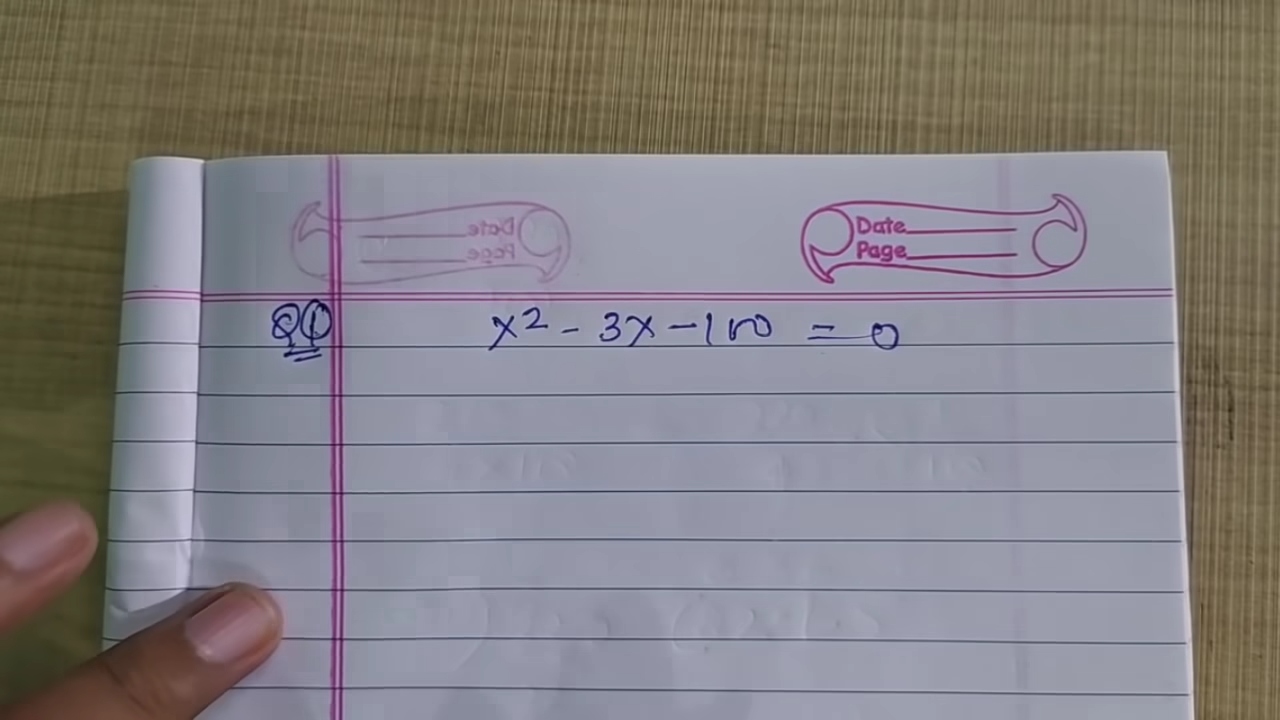 Date
Page
Q1 x² - 3x - 10 = 0